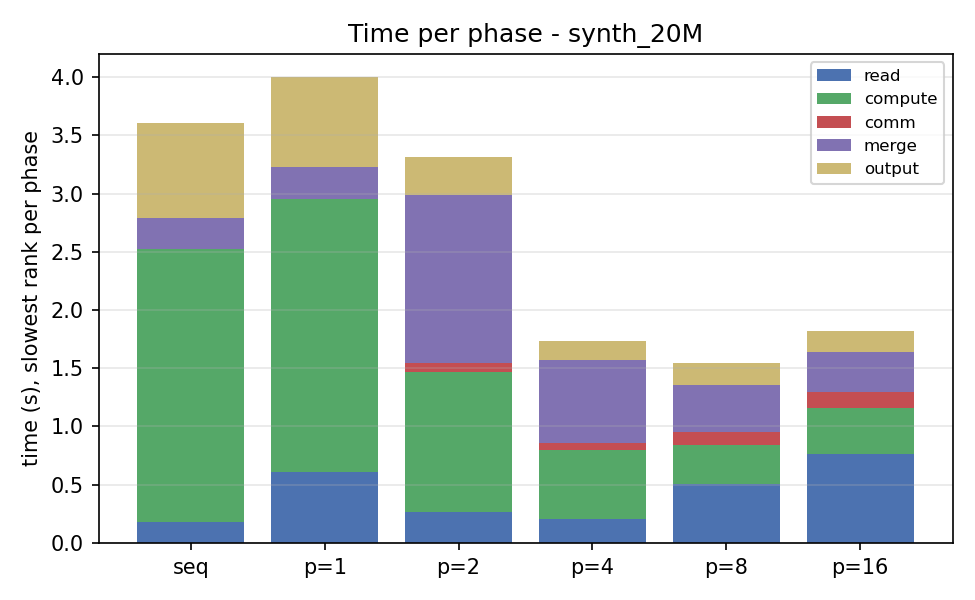 Time per phase - synth_20M
time (s), slowest rank per phase
4.0
3.5
3.0
2.5
2.0
1.5
1.0
0.5
0.0
seq
p=1
p=2
p=4
p=8
p=16
read
compute
comm
merge
output